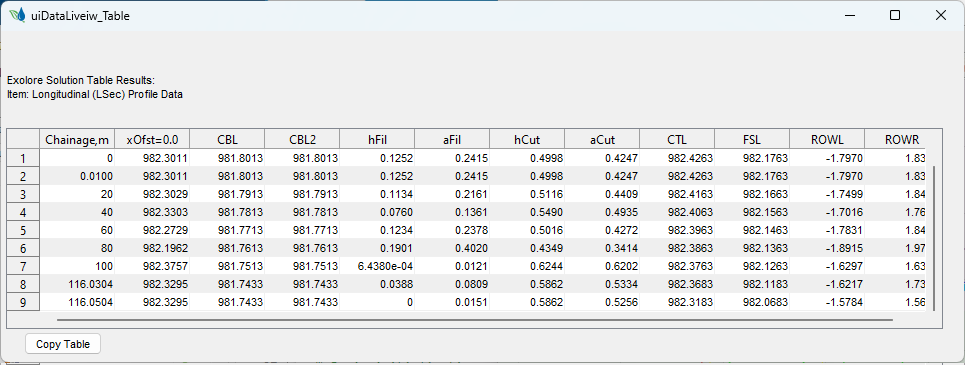 uiDataLiveiw_Table
Exolore Solution Table Results:
Item: Longitudinal (LSec) Profile Data
Chainage,m xOfst=0.0 CBL CBL2 hFil aFil hCut aCut CTL FSL ROWL ROWR
1 0 982.3011 981.8013 981.8013 0.1252 0.2415 0.4998 0.4247 982.4263 982.1763 -1.7970 1.83
2 0.0100 982.3011 981.8013 981.8013 0.1252 0.2415 0.4998 0.4247 982.4263 982.1763 -1.7970 1.83
3 20 982.3029 981.7913 981.7913 0.1134 0.2161 0.5116 0.4409 982.4163 982.1663 -1.7499 1.84
4 40 982.3303 981.7813 981.7813 0.0760 0.1361 0.5490 0.4935 982.4063 982.1563 -1.7016 1.76
5 60 982.2729 981.7713 981.7713 0.1234 0.2378 0.5016 0.4272 982.3963 982.1463 -1.7831 1.84
6 80 982.1962 981.7613 981.7613 0.1901 0.4020 0.4349 0.3414 982.3863 982.1363 -1.8915 1.97
7 100 982.3757 981.7513 981.7513 6.4380e-04 0.0121 0.6244 0.6202 982.3763 982.1263 -1.6297 1.63
8 116.0304 982.3295 981.7433 981.7433 0.0388 0.0809 0.5862 0.5334 982.3683 982.1183 -1.6217 1.73
9 116.0504 982.3295 981.7433 981.7433 0 0.0151 0.5862 0.5256 982.3183 982.0683 -1.5784 1.56
Copy Table